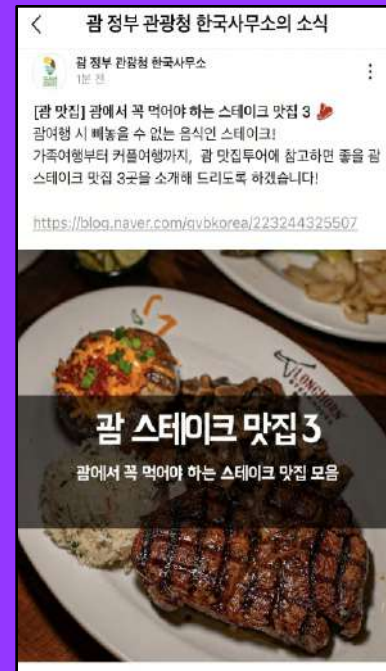 괌 정부 관광청 한국사무소의 소식
괌 정부 관광청 한국사무소
1분 전
[괌 맛집] 괌에서 꼭 먹어야 하는 스테이크 맛집 3 🥩
괌여행 시 빼놓을 수 없는 음식인 스테이크!
가족여행부터 커플여행까지, 괌 맛집투어에 참고하면 좋을 괌
스테이크 맛집 3곳을 소개해 드리도록 하겠습니다!
https://blog.naver.com/gvbkorea/223244325507
LONGHORN
괌 스테이크 맛집 3
괌에서 꼭 먹어야 하는 스테이크 맛집 모음